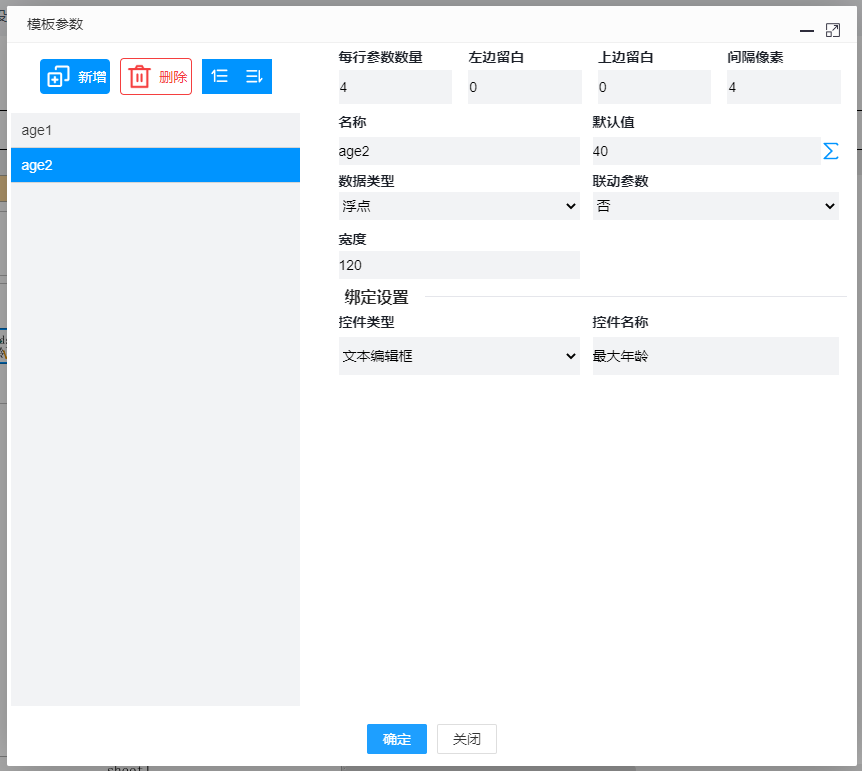 模板参数
新增 删除
age1
age2
每行参数数量 左边留白 上边留白 间隔像素
4 0 0 4
名称 默认值
age2 40
数据类型 联动参数
浮点 否
宽度
120
绑定设置
控件类型 控件名称
文本编辑框 最大年龄
确定 关闭